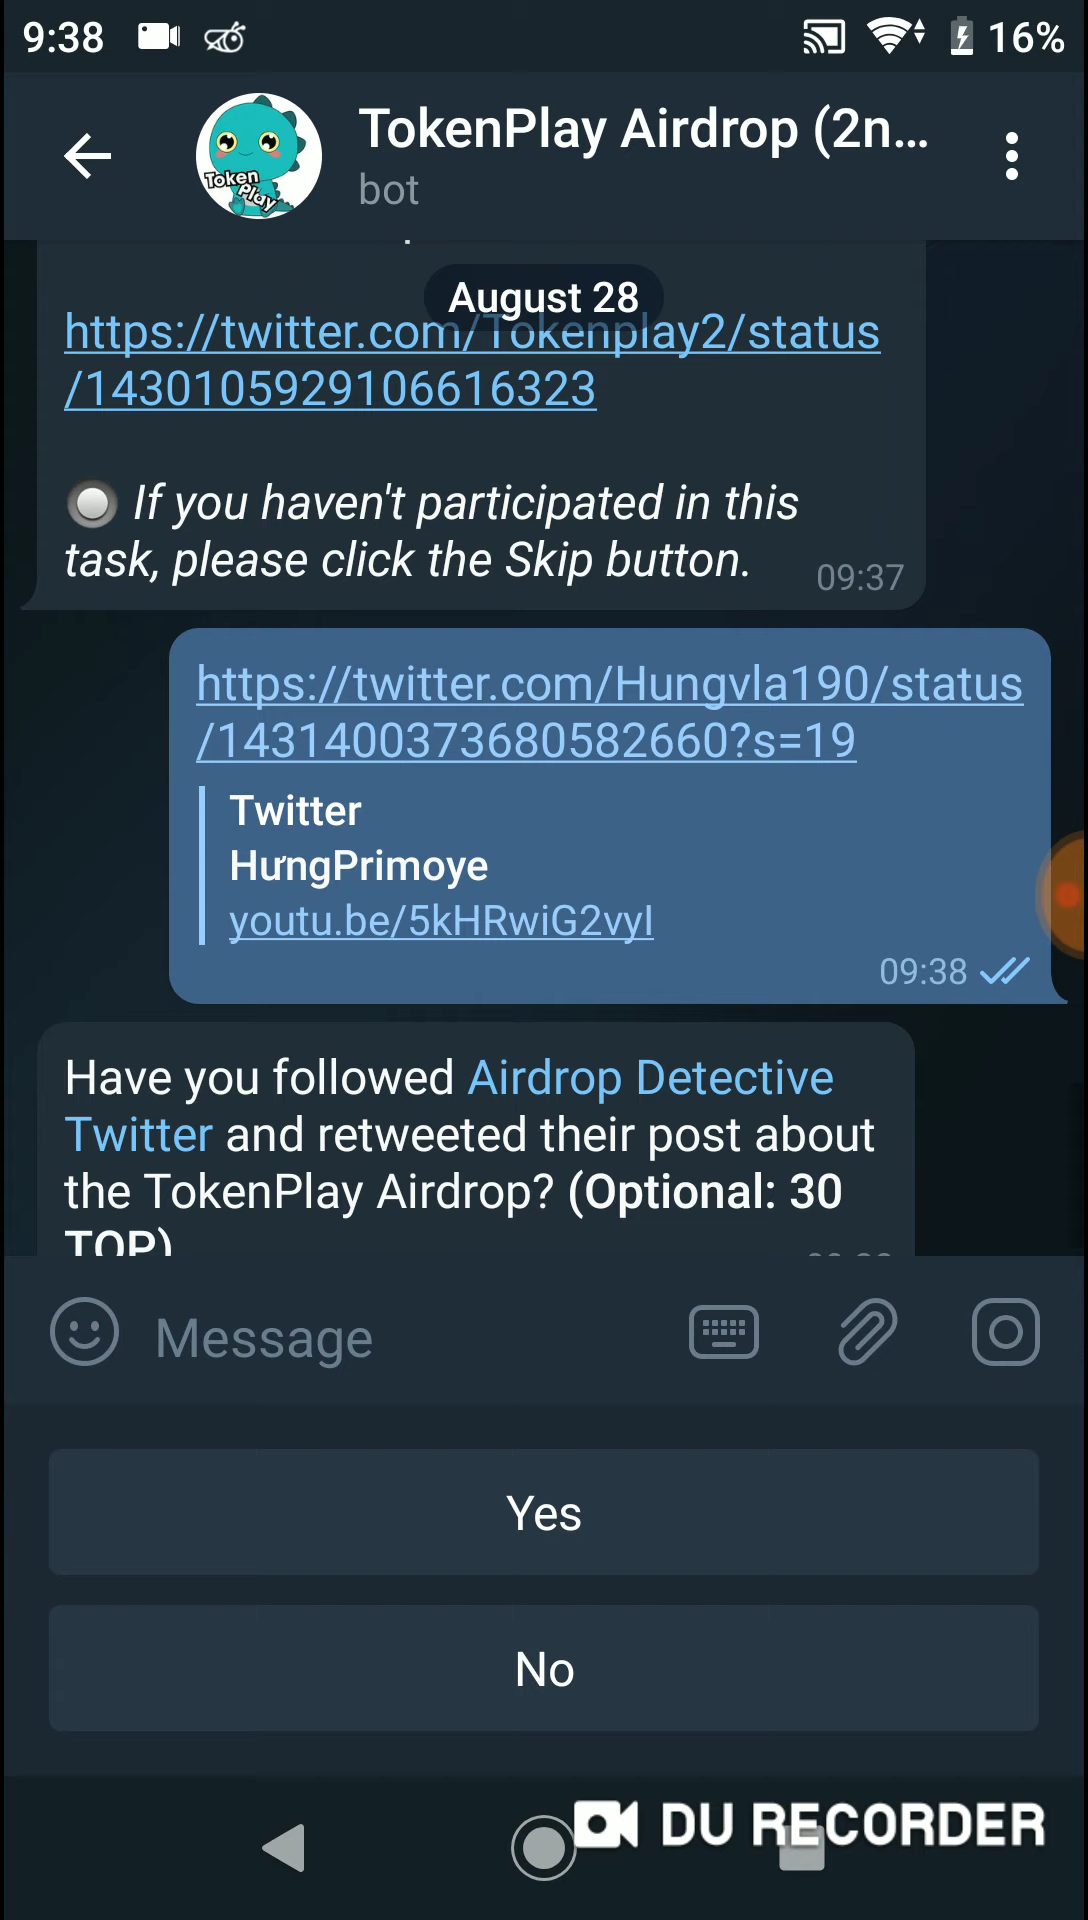 9:38
16%
TokenPlay Airdrop (2n...
bot
Token
Play
August 28
https://twitter.com/Tokenplay2/status
/1430105929106616323
If you haven't participated in this
task, please click the Skip button.
09:37
https://twitter.com/Hungvla190/status
/1431400373680582660?s=19
Twitter
HưngPrimoye
youtu.be/5kHRwiG2vyI
09:38
Have you followed Airdrop Detective
Twitter and retweeted their post about
the TokenPlay Airdrop? (Optional: 30
TOP)
Message
Yes
No
DU RECORDER